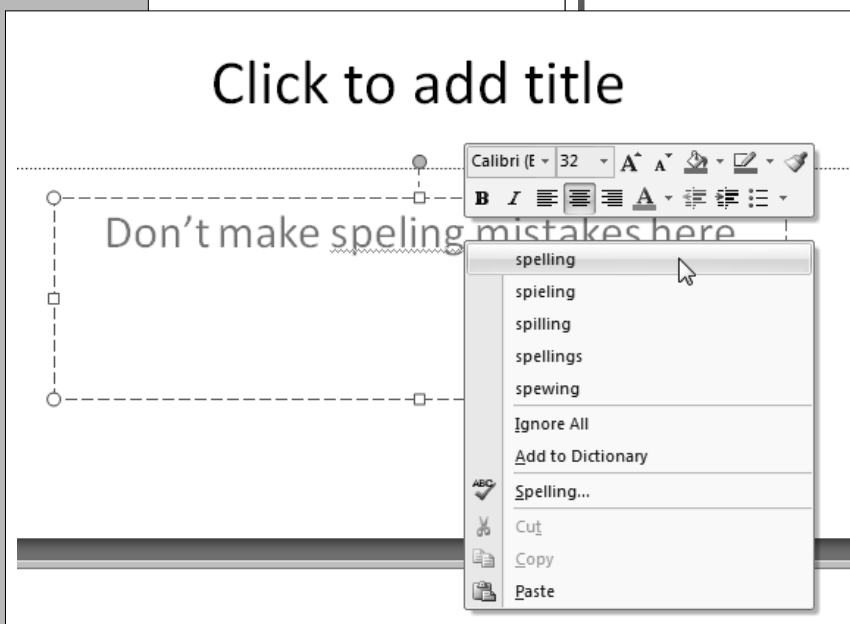 Click to add title
Calibri (E 32 A A
B I A
Don't make speling mistakes here
spelling
spieling
spilling
spellings
spewing
Ignore All
Add to Dictionary
ABC Spelling...
Cut
Copy
Paste